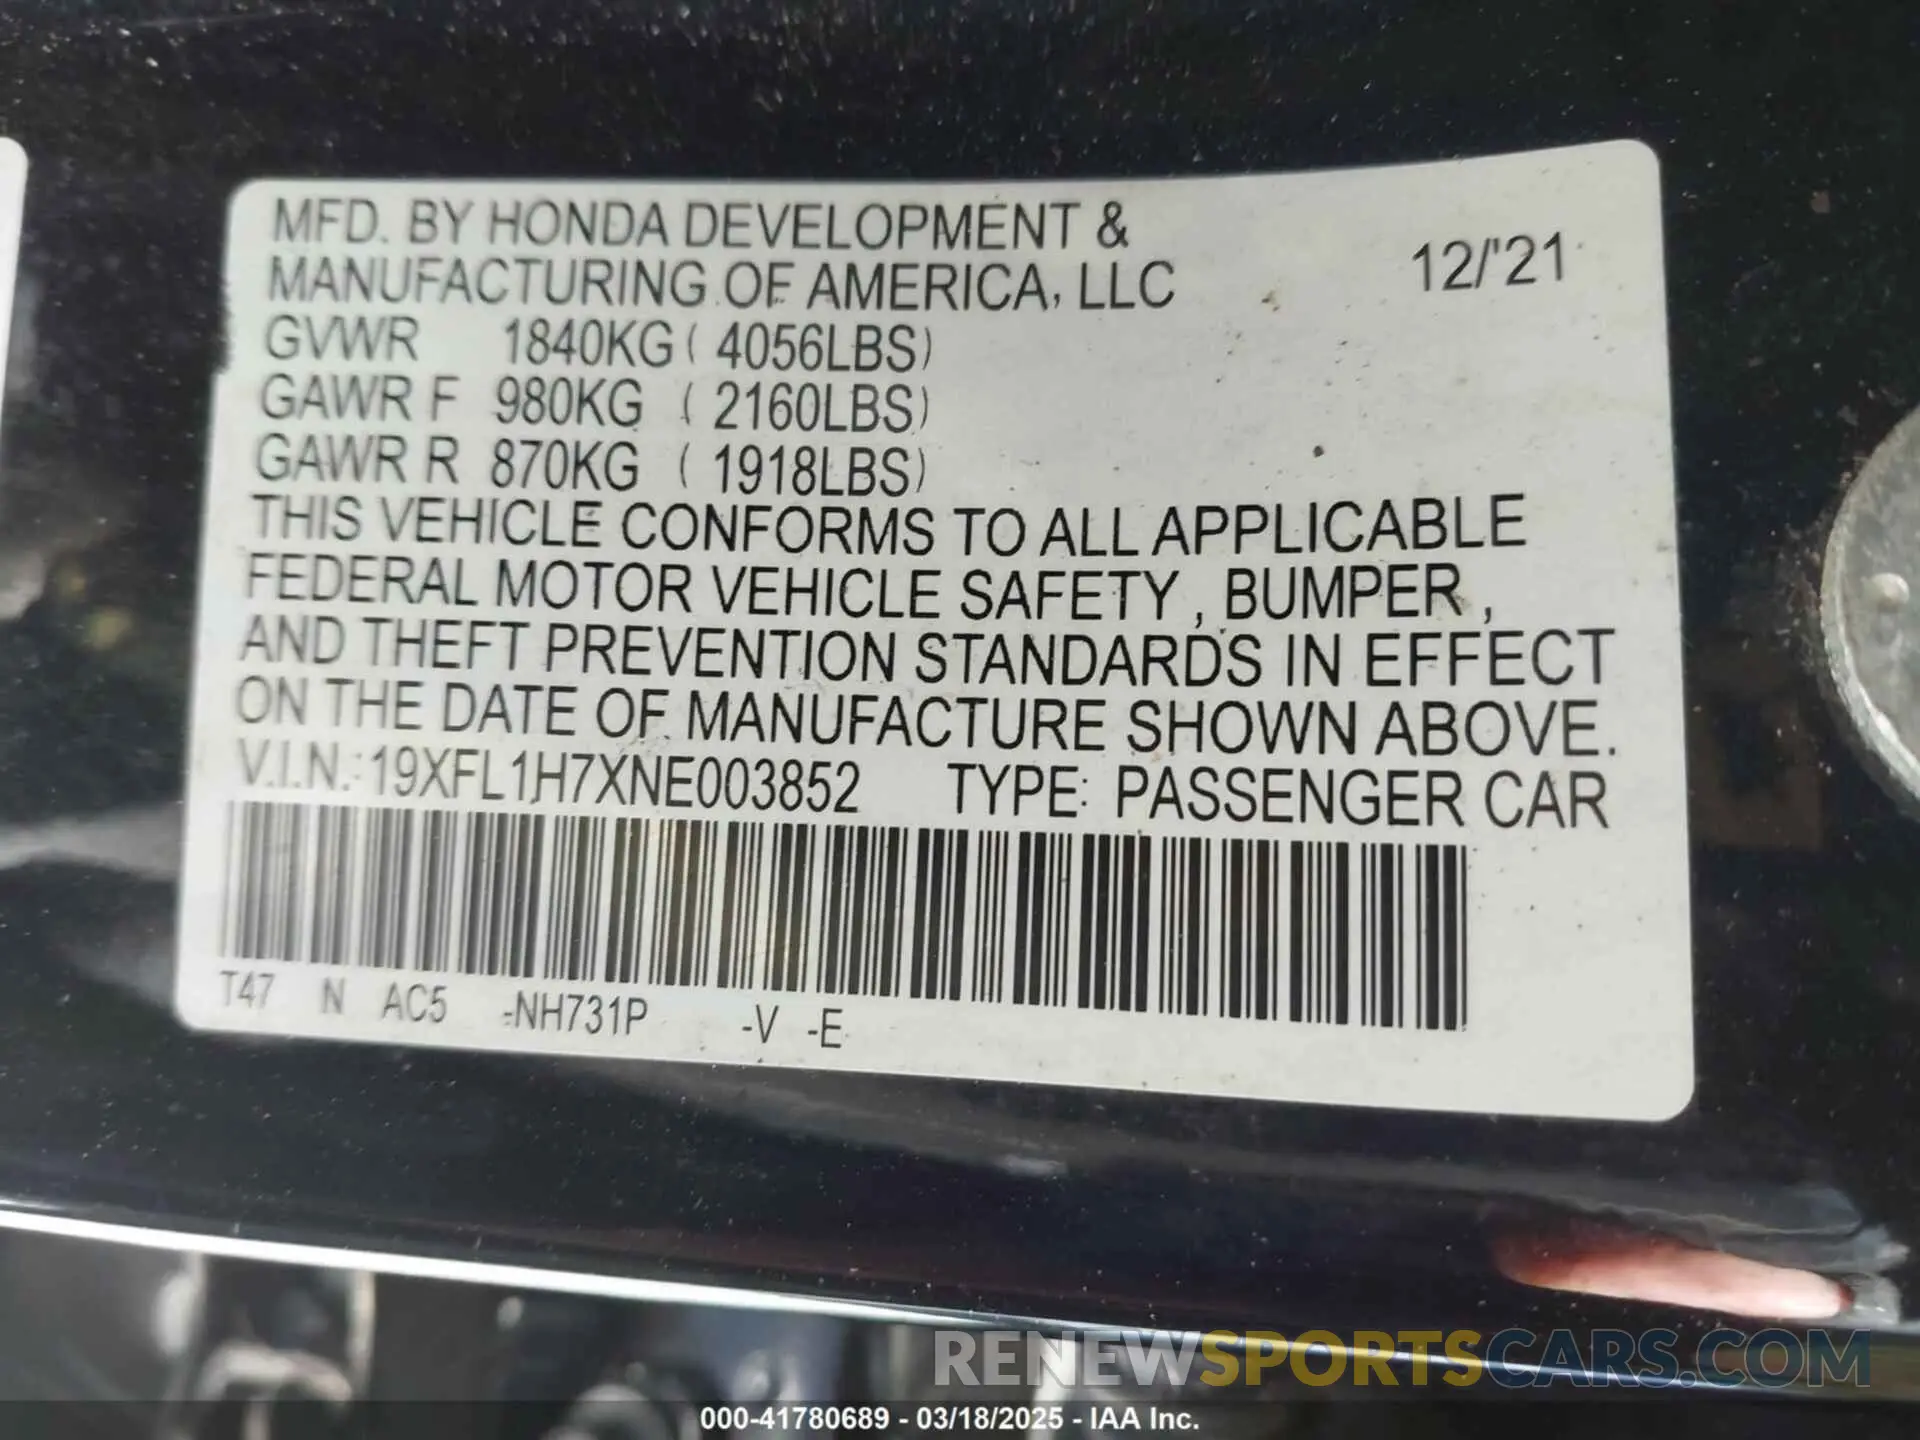 MFD. BY HONDA DEVELOPMENT &
MANUFACTURING OF AMERICA, LLC 12/'21
GVWR 1840KG ( 4056LBS)
GAWR F 980KG ( 2160LBS)
GAWR R 870KG ( 1918LBS)
THIS VEHICLE CONFORMS TO ALL APPLICABLE
FEDERAL MOTOR VEHICLE SAFETY , BUMPER ,
AND THEFT PREVENTION STANDARDS IN EFFECT
ON THE DATE OF MANUFACTURE SHOWN ABOVE.
V.I.N.: 19XFL1H7XNE003852 TYPE: PASSENGER CAR
T47 N AC5 -NH731P -V -E
RENEWSPORTSCARS.COM
000-41780689 - 03/18/2025 - IAA Inc.